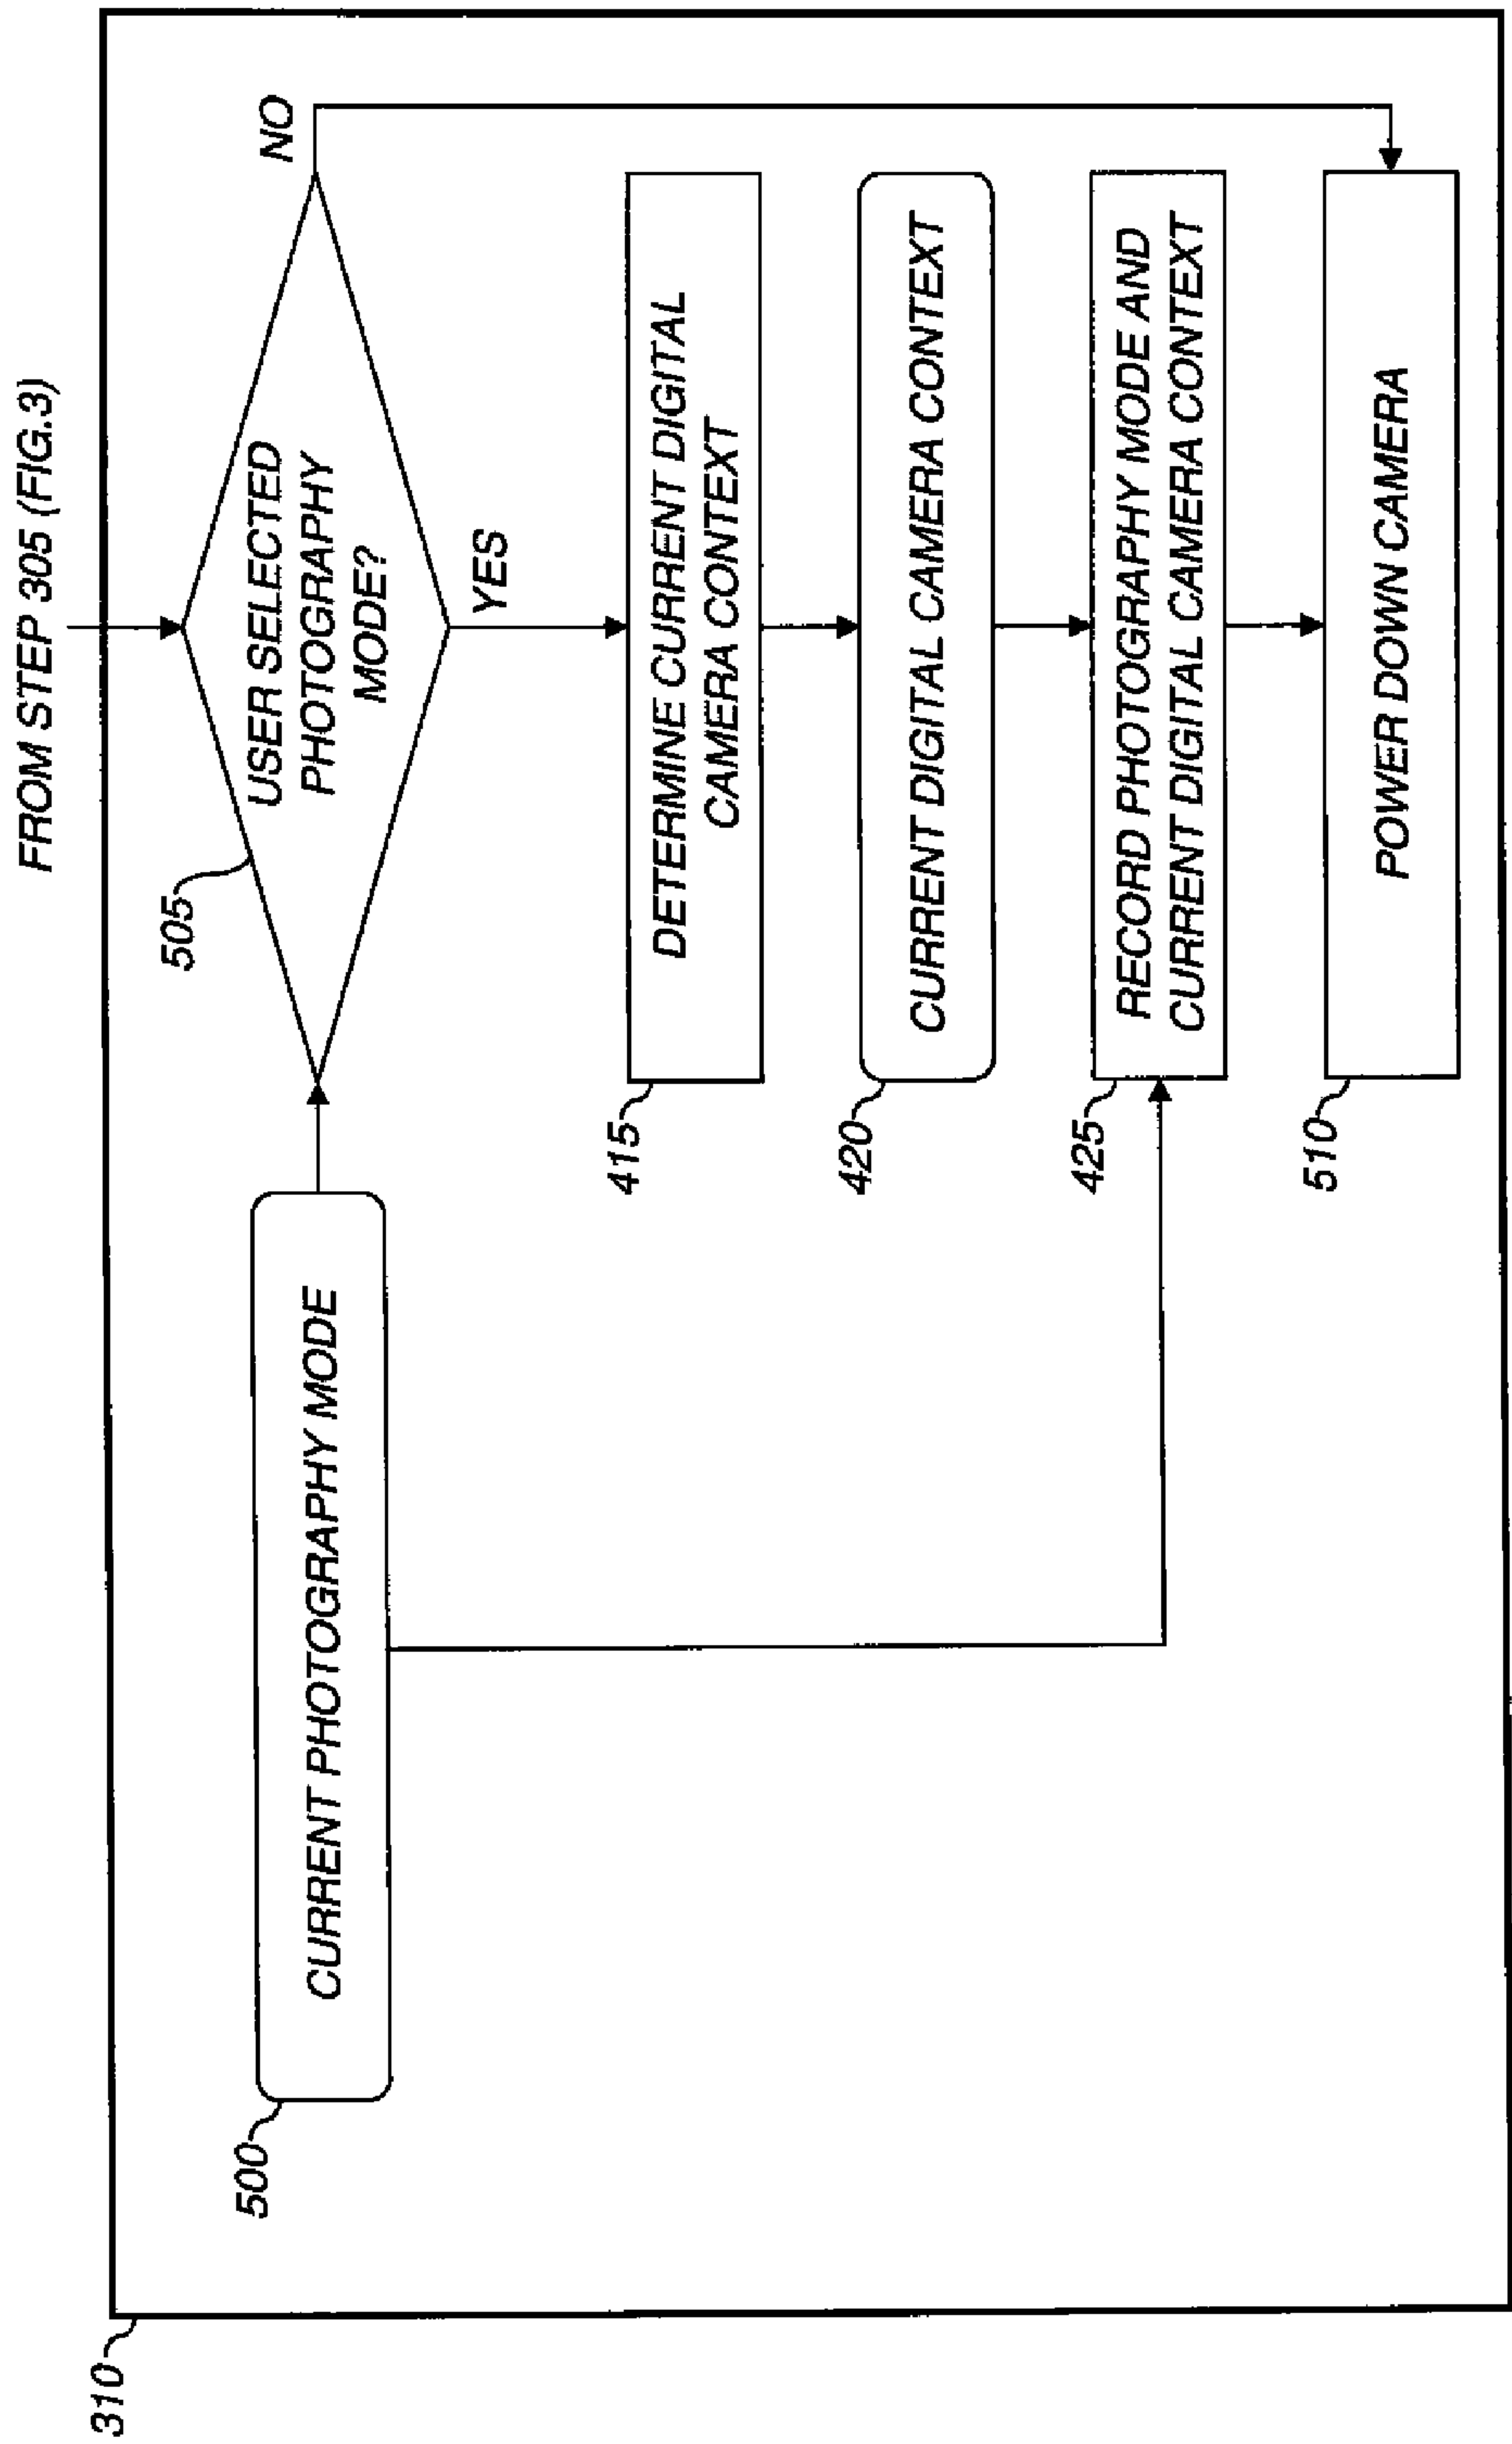 FROM STEP 305 (FIG.3)
310
500
CURRENT PHOTOGRAPHY MODE
505
USER SELECTED
PHOTOGRAPHY
MODE?
NO
YES
415
DETERMINE CURRENT DIGITAL
CAMERA CONTEXT
420
CURRENT DIGITAL CAMERA CONTEXT
425
RECORD PHOTOGRAPHY MODE AND
CURRENT DIGITAL CAMERA CONTEXT
510
POWER DOWN CAMERA